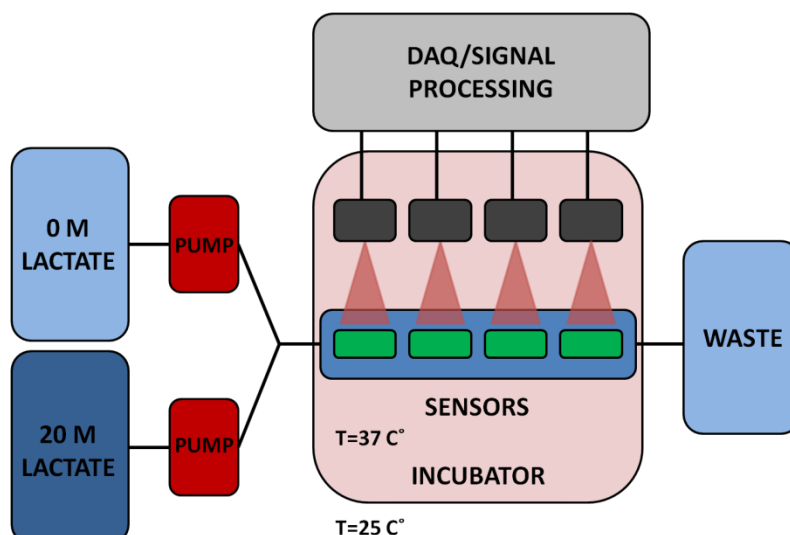 DAQ/SIGNAL
PROCESSING
0 M
LACTATE
PUMP
WASTE
20 M
LACTATE
PUMP
SENSORS
T=37 C°
INCUBATOR
T=25 C°